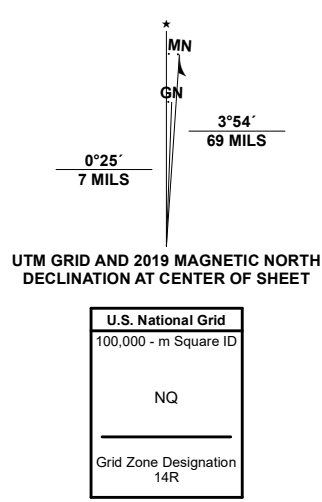 ★
MN
GN
3°54´
69 MILS
0°25´
7 MILS
UTM GRID AND 2019 MAGNETIC NORTH
DECLINATION AT CENTER OF SHEET
U.S. National Grid
100,000 - m Square ID
NQ
Grid Zone Designation
14R